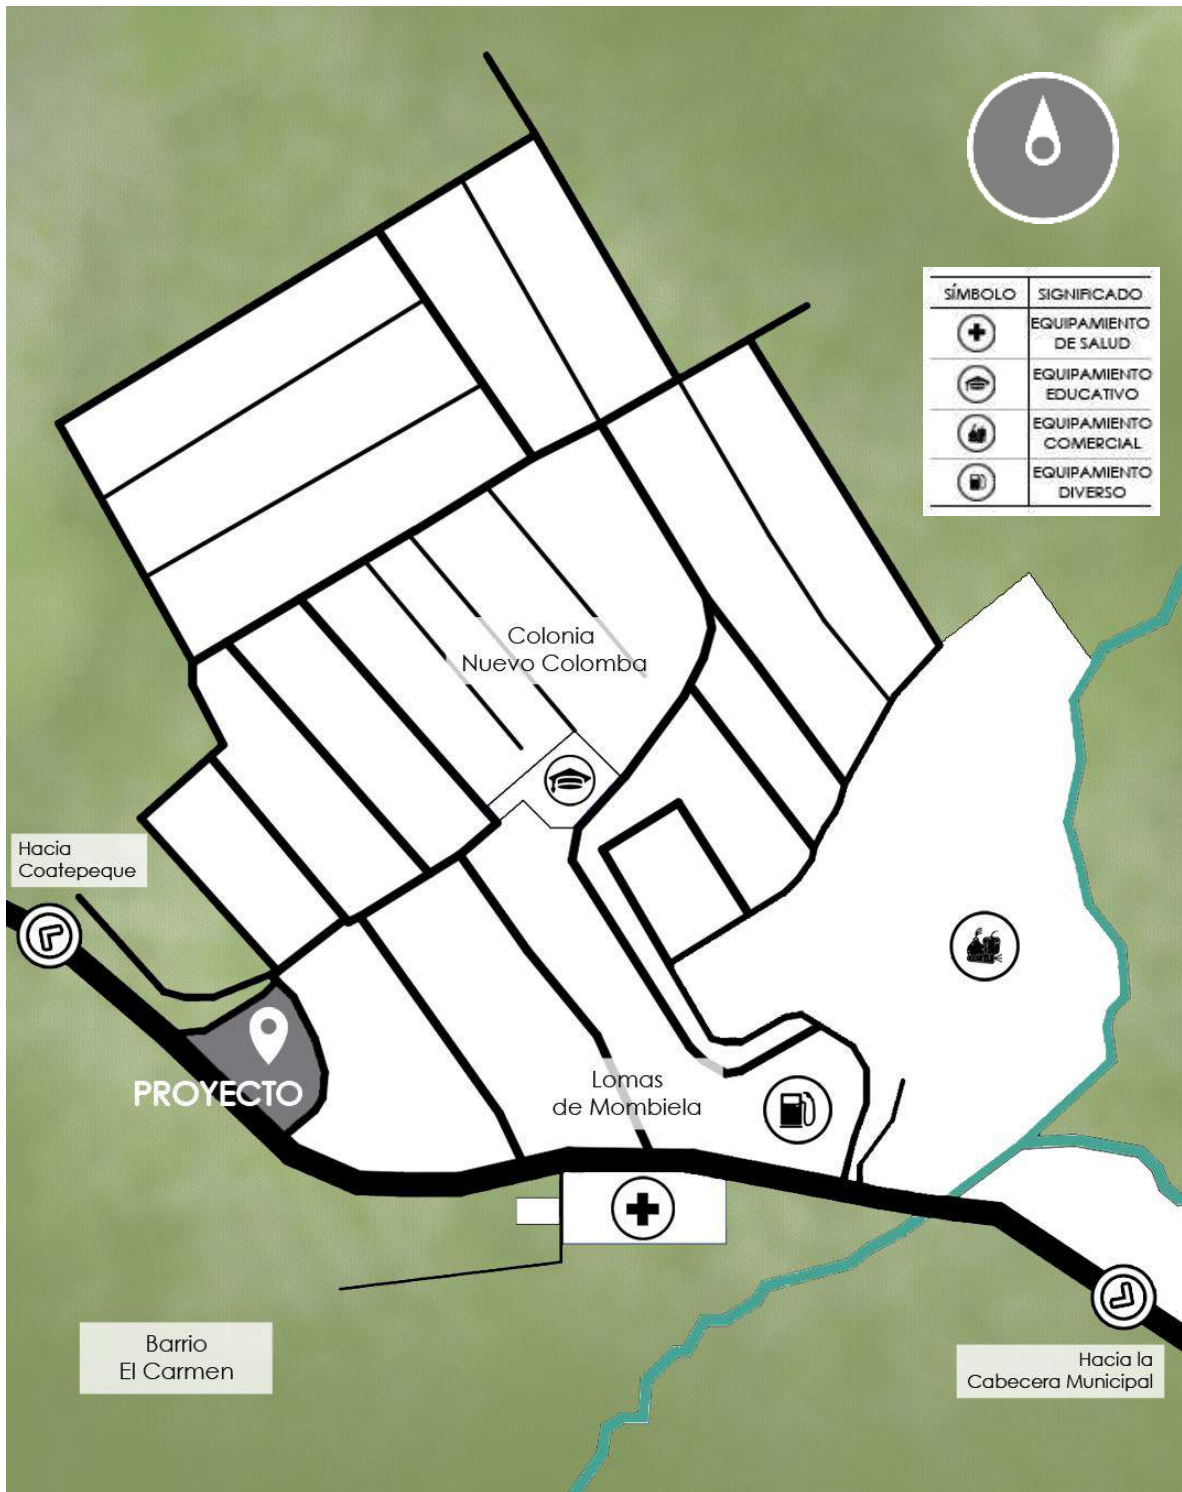 SÍMBOLO
SIGNIFICADO
EQUIPAMIENTO
DE SALUD
EQUIPAMIENTO
EDUCATIVO
EQUIPAMIENTO
COMERCIAL
EQUIPAMIENTO
DIVERSO
Colonia
Nuevo Colomba
Hacia
Coatepeque
PROYECTO
Lomas
de Mombiela
Barrio
El Carmen
Hacia la
Cabecera Municipal